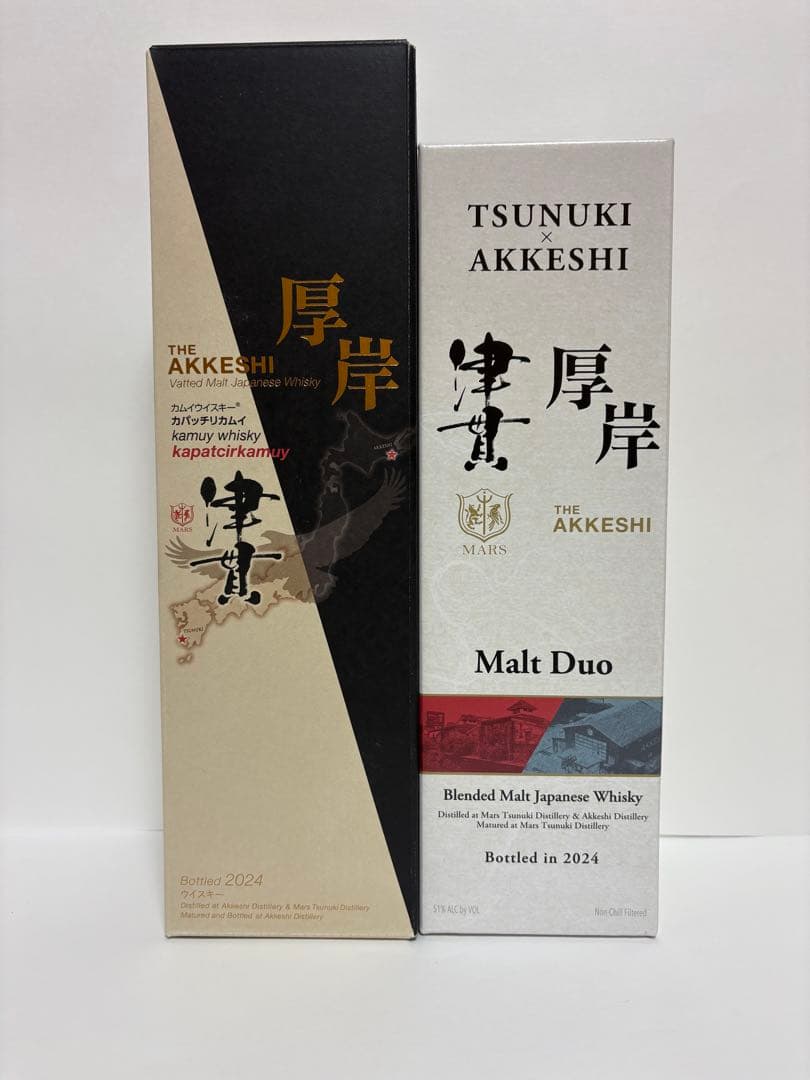 厚岸
THE
AKKESHI
Vatted Malt Japanese Whisky
カムイウイスキー®
カパッチリカムイ
kamuy whisky
kapatcirkamuy
AKKESHI
MARS
津貫
TSUNUKI
Bottled 2024
ウイスキー
Distilled at Akkeshi Distillery & Mars Tsunuki Distillery
Matured and Bottled at Akkeshi Distillery
TSUNUKI
×
AKKESHI
津貫
厚岸
MARS
THE
AKKESHI
Malt Duo
Blended Malt Japanese Whisky
Distilled at Mars Tsunuki Distillery & Akkeshi Distillery
Matured at Mars Tsunuki Distillery
Bottled in 2024
51% ALC by VOL
Non-Chill Filtered